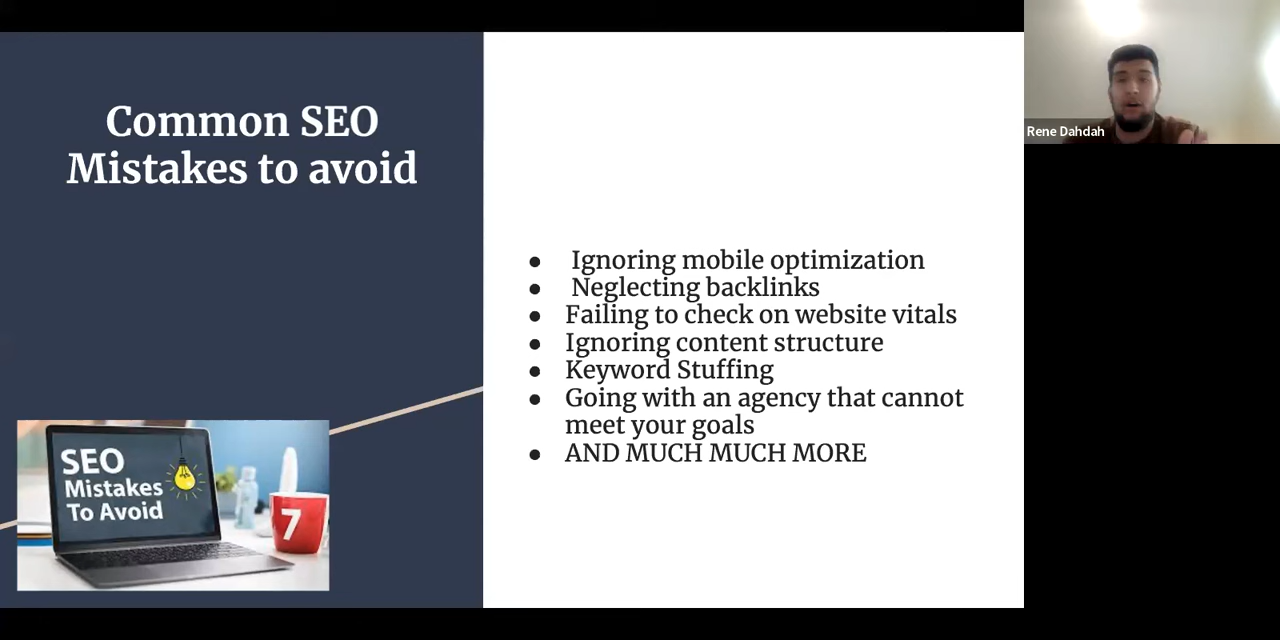 Common SEO
Mistakes to avoid
Ignoring mobile optimization
Neglecting backlinks
Failing to check on website vitals
Ignoring content structure
Keyword Stuffing
Going with an agency that cannot
meet your goals
AND MUCH MUCH MORE
SEO
Mistakes
To Avoid
7
Rene Dahdah